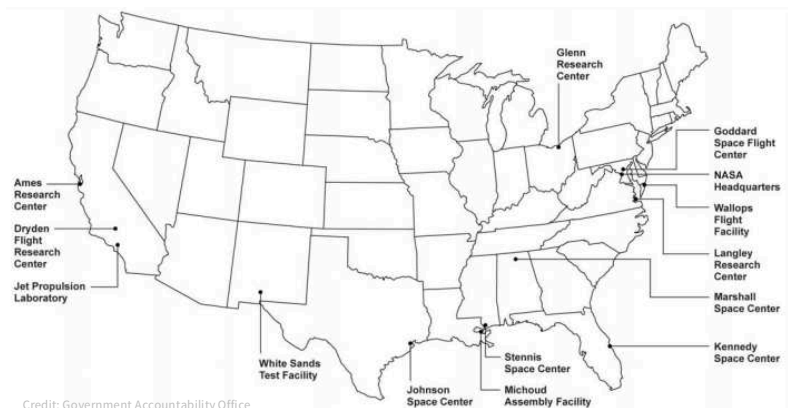 Glenn
Research
Center
Goddard
Space Flight
Center
NASA
Headquarters
Ames
Research
Center
Wallops
Flight
Facility
Dryden
Flight
Research
Center
Langley
Research
Center
Jet Propulsion
Laboratory
Marshall
Space Center
Kennedy
Space Center
White Sands
Test Facility
Stennis
Space Center
Johnson
Space Center
Michoud
Assembly Facility
Credit: Government Accountability Office